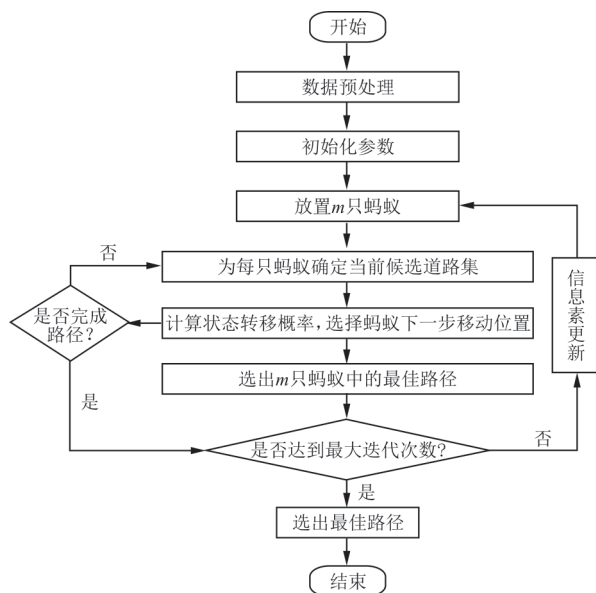 开始
数据预处理
初始化参数
放置m只蚂蚁
否
为每只蚂蚁确定当前候选道路集
信息素更新
是否完成
路径？
计算状态转移概率，选择蚂蚁下一步移动位置
选出m只蚂蚁中的最佳路径
是
是否达到最大迭代次数?
否
是
选出最佳路径
结束